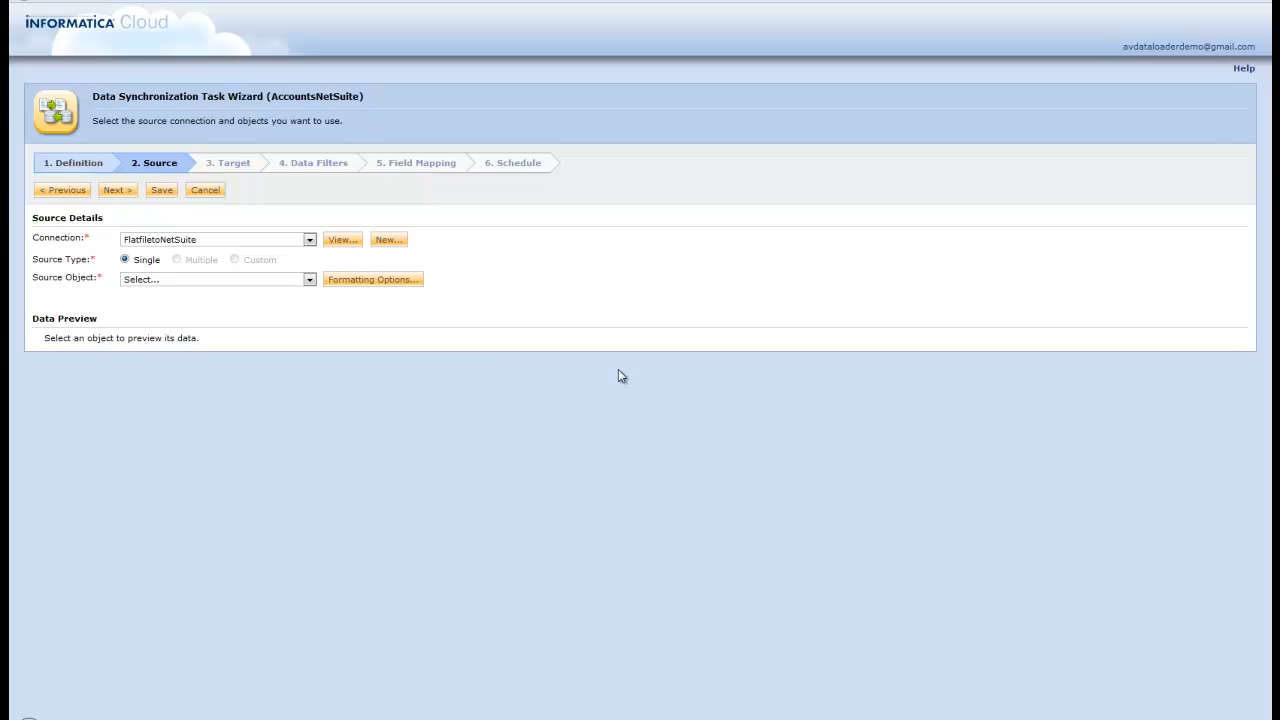 INFORMATICA Cloud
avdataloaderdemo@gmail.com
Help
Data Synchronization Task Wizard (AccountsNetSuite)
Select the source connection and objects you want to use.
1. Definition 2. Source 3. Target 4. Data Filters 5. Field Mapping 6. Schedule
< Previous Next > Save Cancel
Source Details
Connection:* FlatfiletoNetSuite View... New...
Source Type:* Single Multiple Custom
Source Object:* Select... Formatting Options...
Data Preview
Select an object to preview its data.